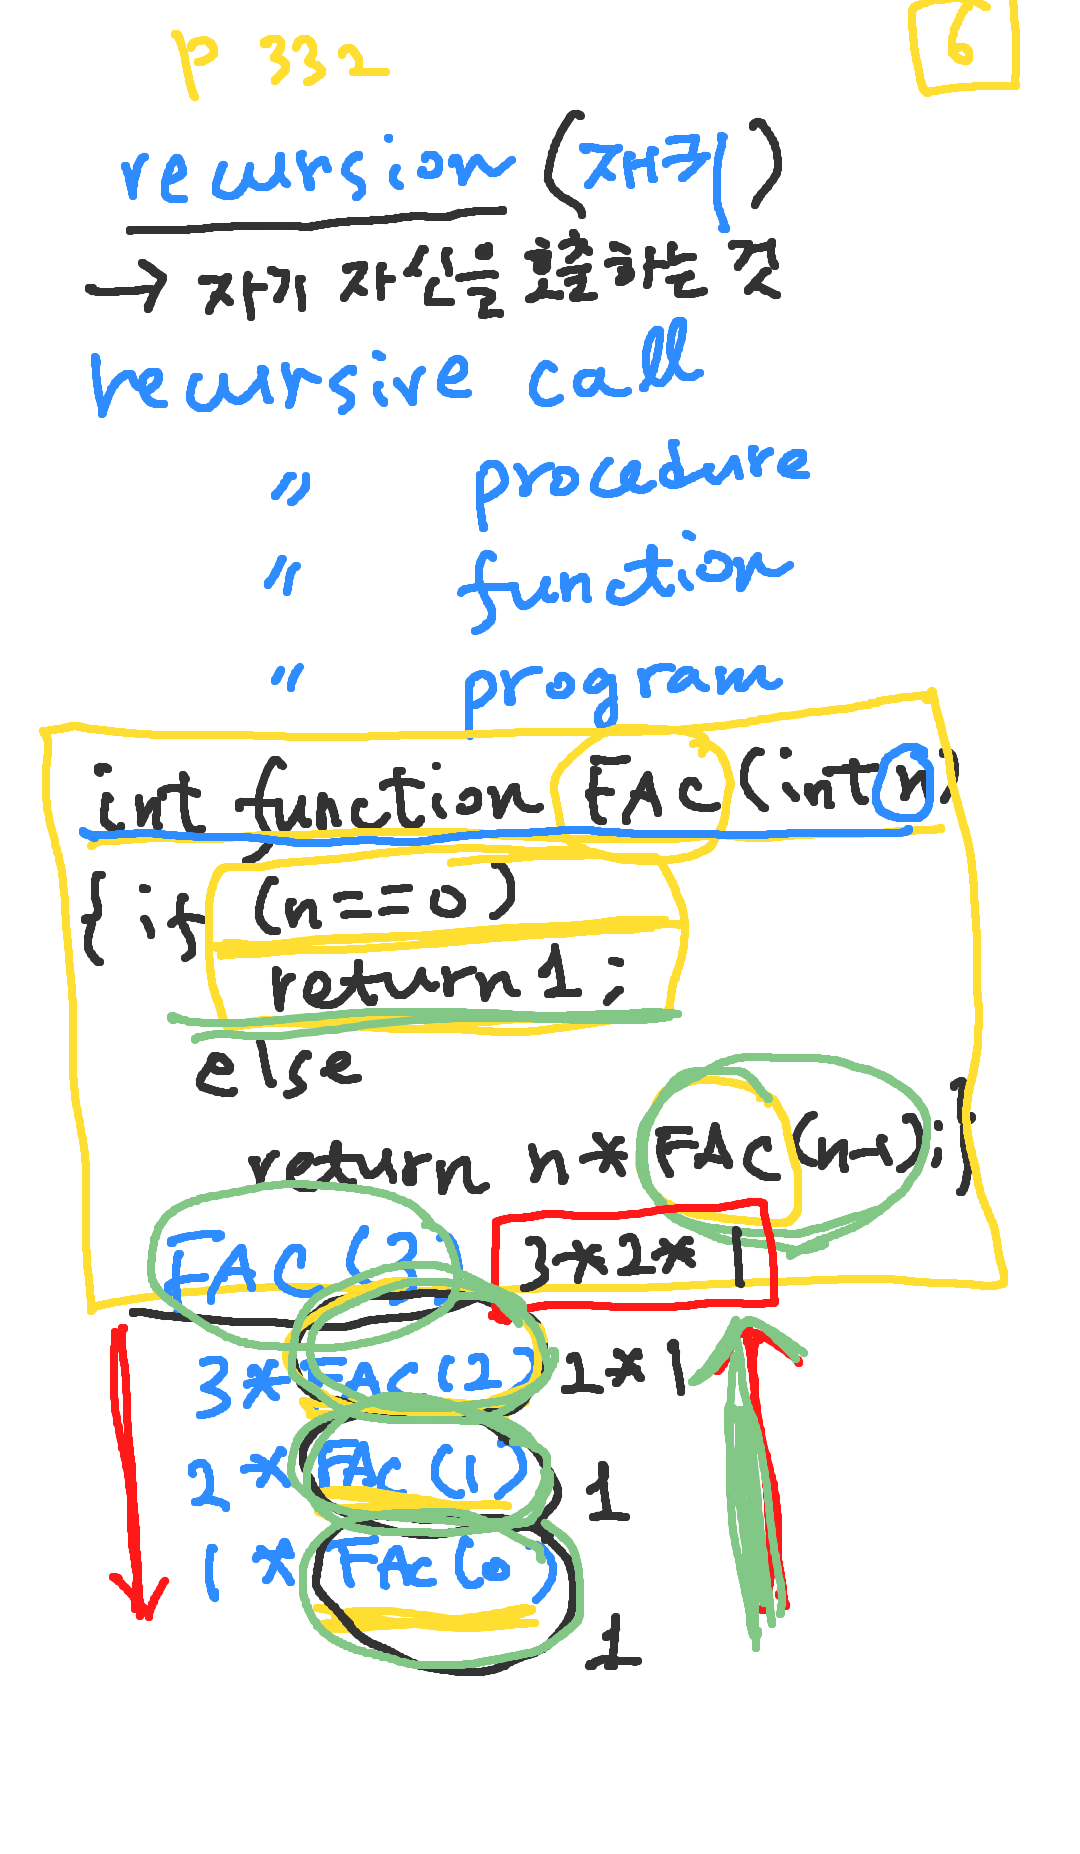 p 332
6
recursion (재귀)
→ 자기 자신을 호출하는 것
recursive call
" procedure
" function
" program
int function FAC (int n)
{ if (n==0)
return 1;
else
return n * FAC (n-1); }
FAC (3) 3*2*1
3* FAC (2) 2*1
2* FAC (1) 1
1* FAC (0)
1